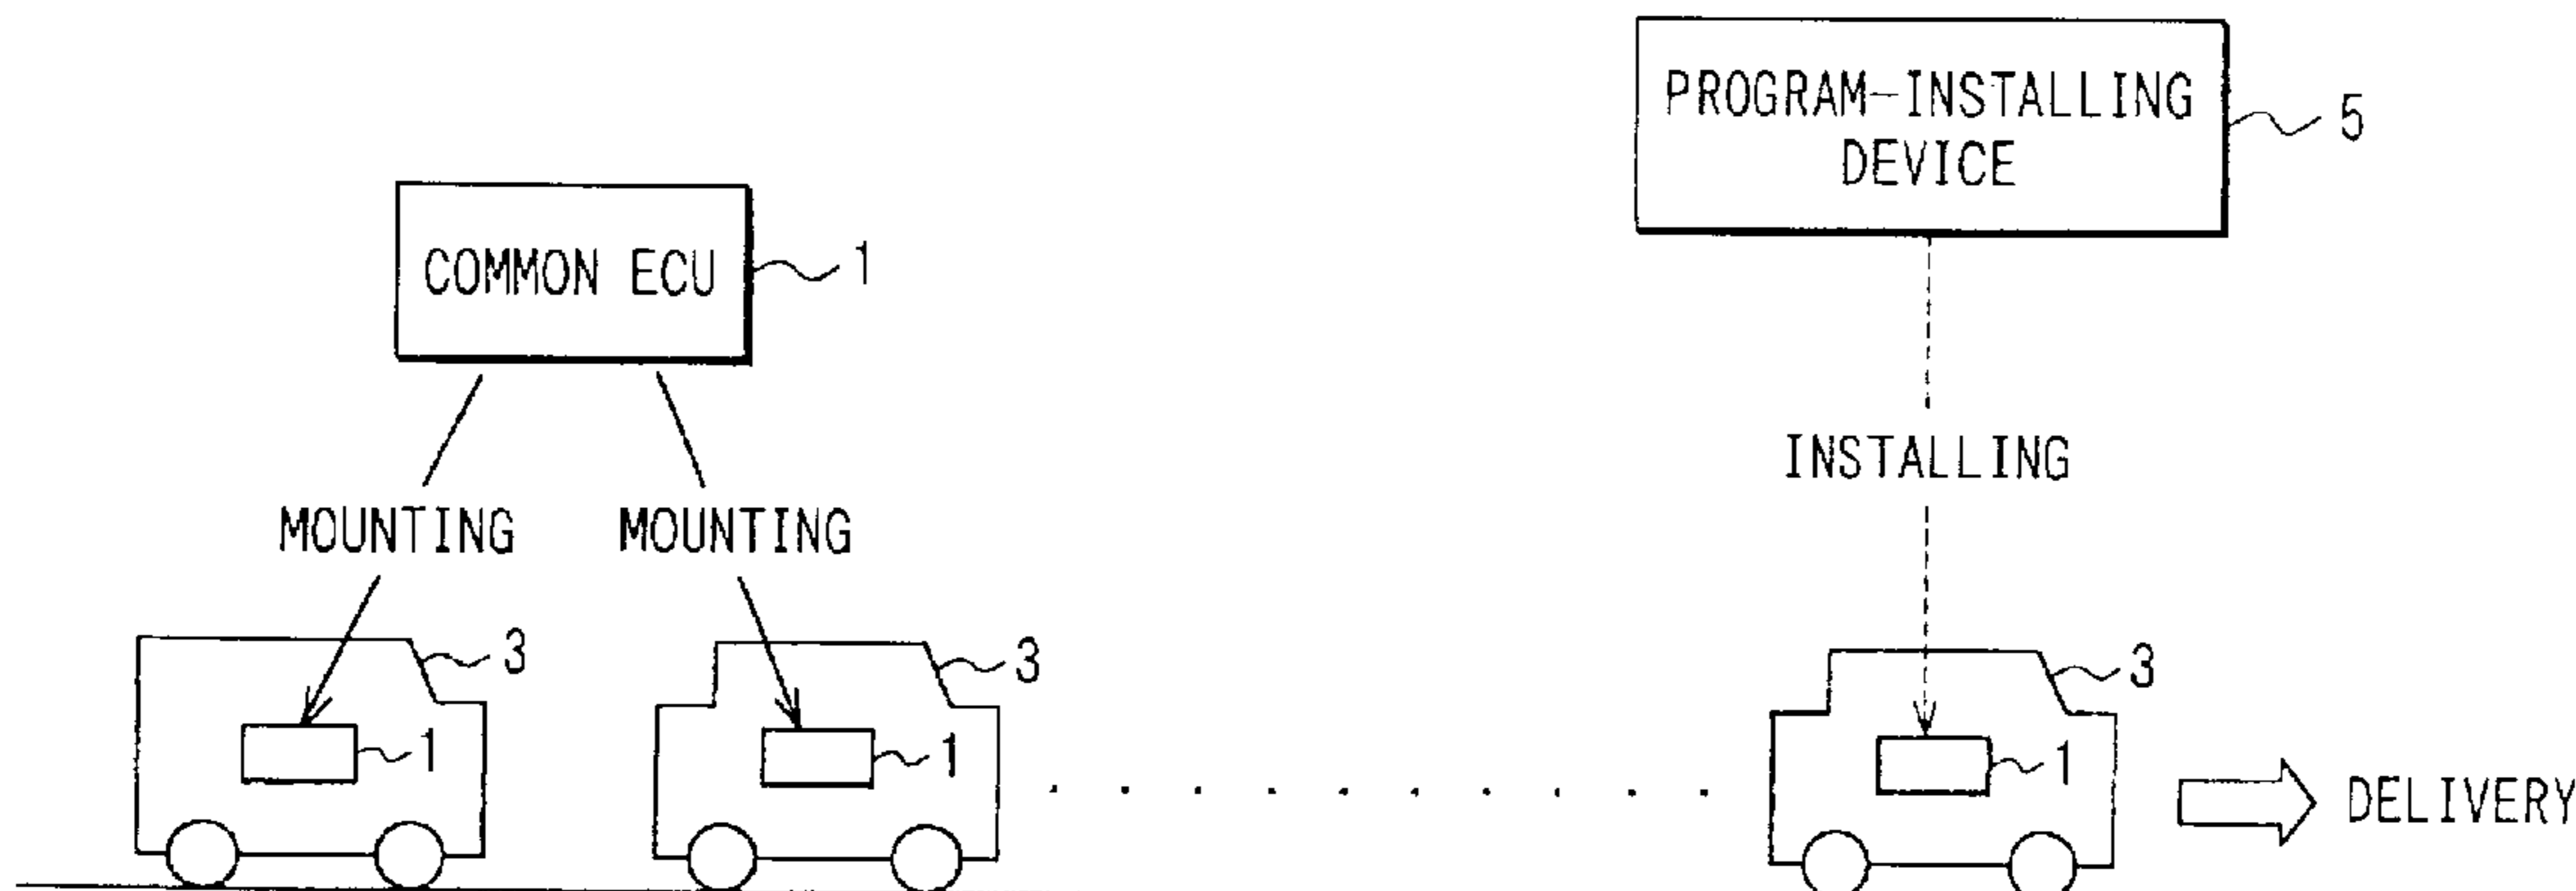 PROGRAM-INSTALLING
DEVICE
5
COMMON ECU
1
INSTALLING
MOUNTING
MOUNTING
3
3
3
1
1
1
DELIVERY